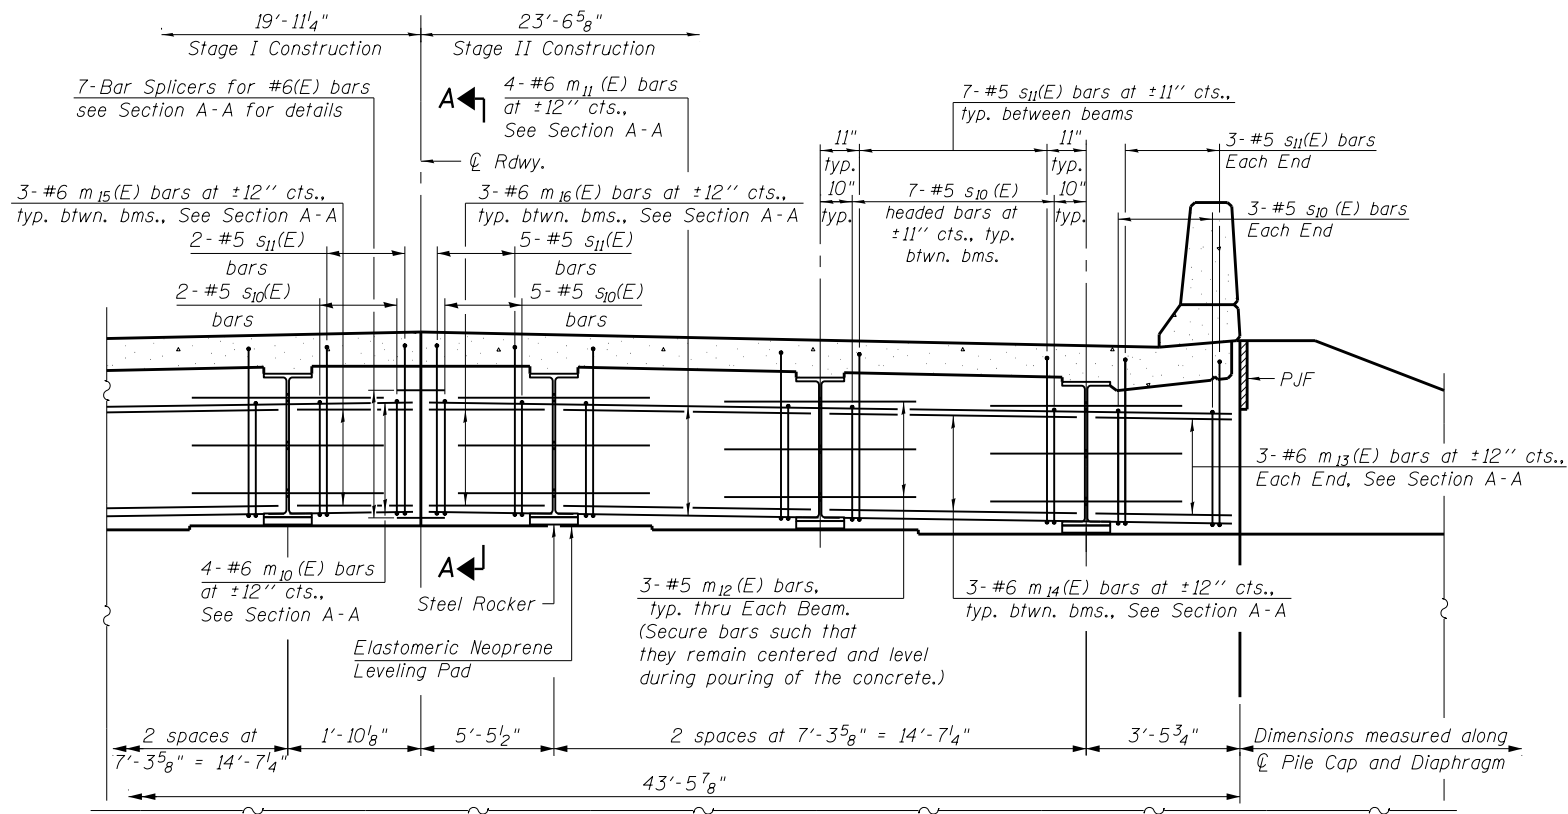 19'-11¼"
Stage I Construction
23'-6⅝"
Stage II Construction
7-Bar Splicers for #6(E) bars
see Section A-A for details
A
4-#6 m11 (E) bars
at ±12" cts.,
See Section A-A
℄ Rdwy.
7-#5 s11(E) bars at ±11" cts.,
typ. between beams
11"
typ.
11"
typ.
3-#5 s11(E) bars
Each End
3-#6 m15(E) bars at ±12" cts.,
typ. btwn. bms., See Section A-A
3-#6 m16(E) bars at ±12" cts.,
typ. btwn. bms., See Section A-A
10"
typ.
7-#5 s10(E)
headed bars at
±11" cts., typ.
btwn. bms.
10"
typ.
3-#5 s10 (E) bars
Each End
2-#5 s11(E)
bars
5-#5 s11(E)
bars
2-#5 s10(E)
bars
5-#5 s10(E)
bars
PJF
3-#6 m13(E) bars at ±12" cts.,
Each End, See Section A-A
4-#6 m10 (E) bars
at ±12" cts.,
See Section A-A
A
Steel Rocker
Elastomeric Neoprene
Leveling Pad
3-#5 m12(E) bars,
typ. thru Each Beam.
(Secure bars such that
they remain centered and level
during pouring of the concrete.)
3-#6 m14(E) bars at ±12" cts.,
typ. btwn. bms., See Section A-A
2 spaces at
7'-3⅝" = 14'-7¼"
1'-10⅛"
5'-5½"
2 spaces at 7'-3⅝" = 14'-7¼"
3'-5¾"
Dimensions measured along
℄ Pile Cap and Diaphragm
43'-5⅞"